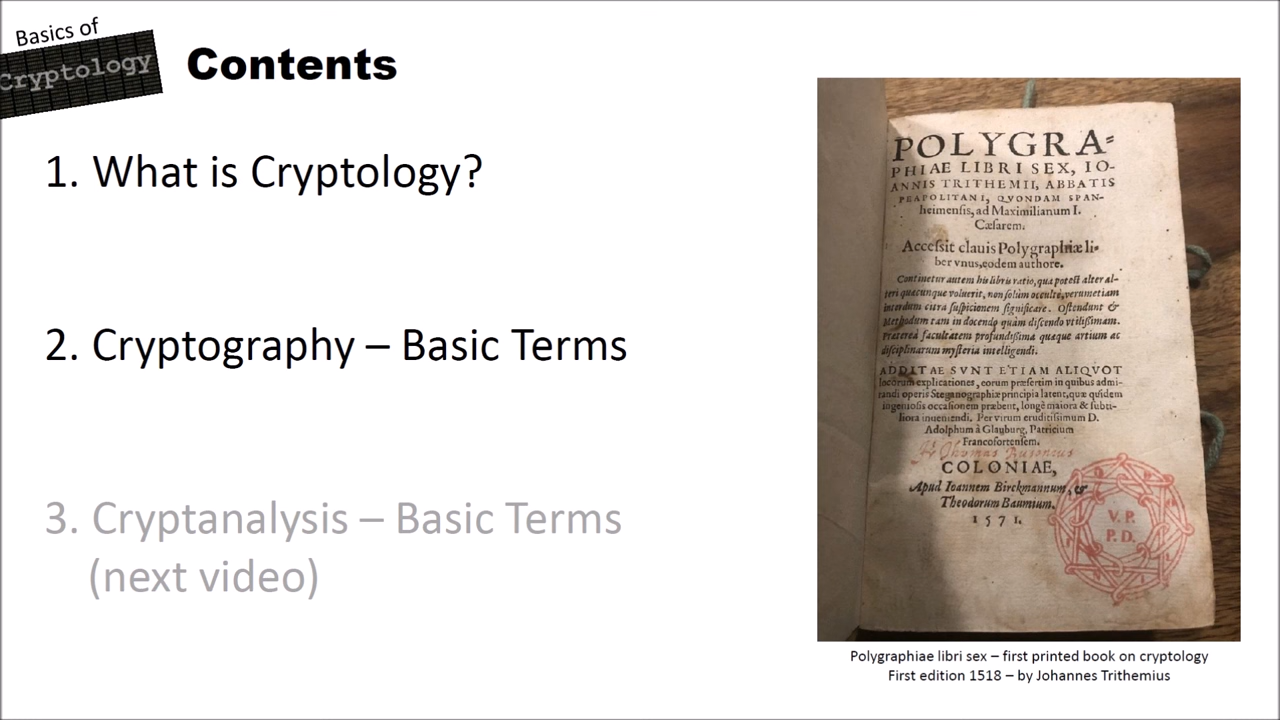 Basics of
Cryptology
Contents
1. What is Cryptology?
2. Cryptography – Basic Terms
3. Cryptanalysis – Basic Terms
(next video)
POLYGRA=
PHIAE LIBRI SEX, IO-
ANNIS TRITHEMII, ABBATIS
PEAPOLITANI, QVONDAM SPAN-
heimensis, ad Maximilianum I.
Cæsarem.
Accessit clauis Polygraphiæ li-
ber vnus, eodem authore.
Continetur autem his libris ratio, qua potest alter al-
teri quæcunque voluerit, non solùm occultè, verumetiam
interdum citra suspicionem significare. Ostendunt &
Methodum tam in docendo quàm discendo vtilissimam.
Prætereà facultatem profundissima quæque artium ac
disciplinarum mysteria intelligendi.
ADDITAE SVNT ETIAM ALIQVOT
locorum explicationes, eorum præsertim in quibus admi-
randi operis Steganographiæ principia latent, quæ quidem
ingeniosis occasionem præbent, longè maiora & subti-
liora inueniendi. Per virum eruditissimum D.
Adolphum à Glauburg, Patricium
Francofortensem.
Thomas
COLONIAE,
Apud Ioannem Birckmannum, &
Theodorum Baumium.
1571.
V.P.
P.D.
Polygraphiae libri sex – first printed book on cryptology
First edition 1518 – by Johannes Trithemius